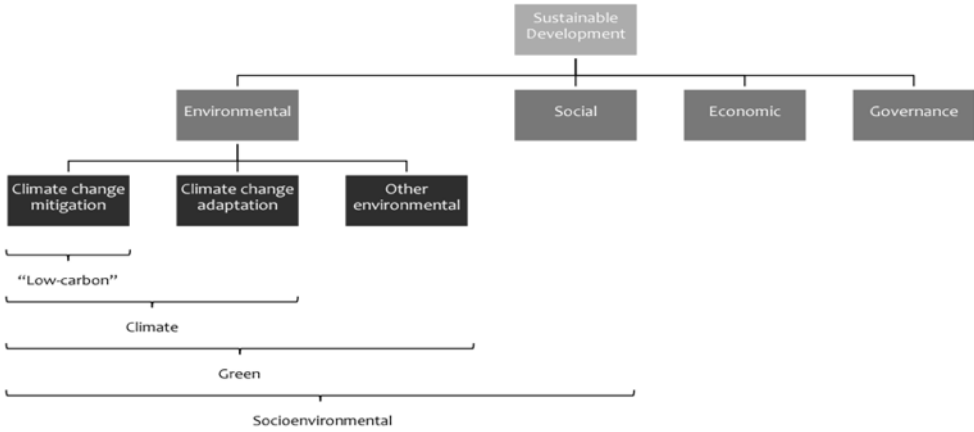 Sustainable
Development
Environmental
Social
Economic
Governance
Climate change
mitigation
Climate change
adaptation
Other
environmental
“Low-carbon”
Climate
Green
Socioenvironmental